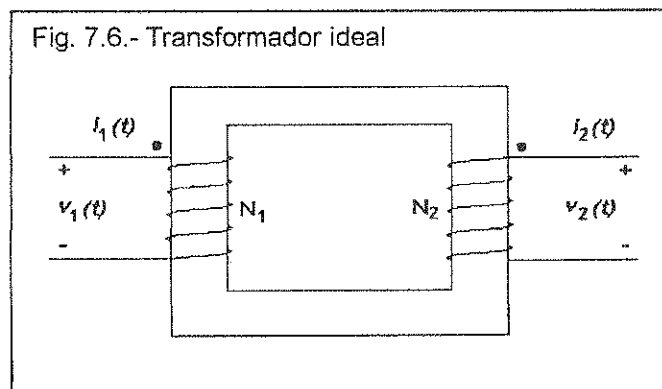 Fig. 7.6.- Transformador ideal
i₁(t)
i₂(t)
+
+
v₁(t)
N₁
N₂
v₂(t)
-
-